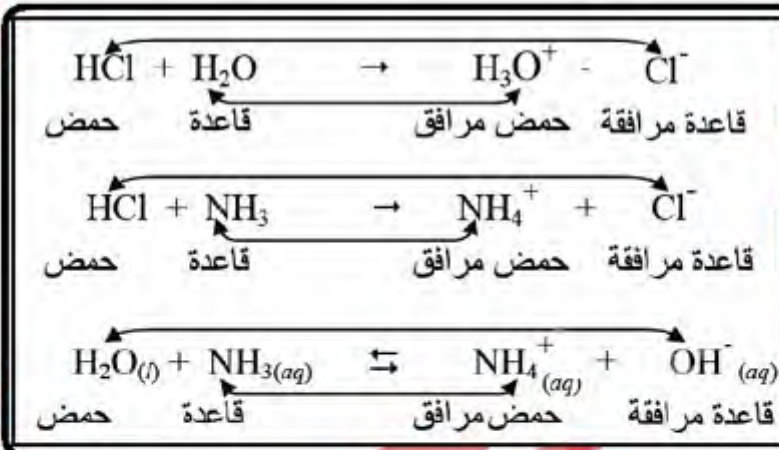 HCl + H₂O → H₃O⁺ - Cl⁻
حمض قاعدة حمض مرافق قاعدة مرافقة
HCl + NH₃ → NH₄⁺ + Cl⁻
حمض قاعدة حمض مرافق قاعدة مرافقة
H₂O(l) + NH₃(aq) ⇆ NH₄⁺(aq) + OH⁻(aq)
حمض قاعدة حمض مرافق قاعدة مرافقة